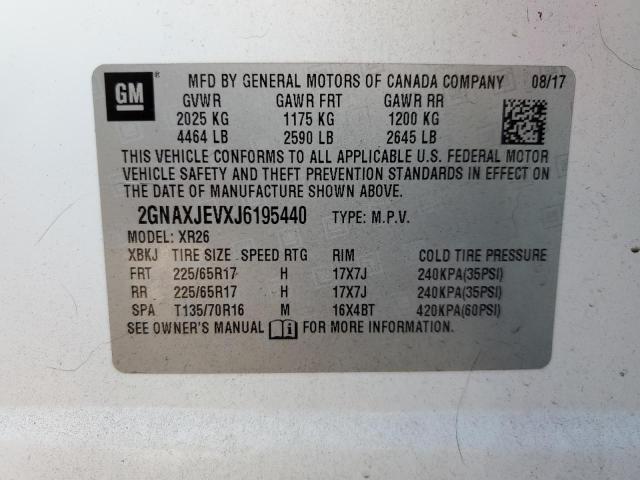 GM ® MFD BY GENERAL MOTORS OF CANADA COMPANY 08/17
GVWR GAWR FRT GAWR RR
2025 KG 1175 KG 1200 KG
4464 LB 2590 LB 2645 LB
THIS VEHICLE CONFORMS TO ALL APPLICABLE U.S. FEDERAL MOTOR
VEHICLE SAFETY AND THEFT PREVENTION STANDARDS IN EFFECT ON
THE DATE OF MANUFACTURE SHOWN ABOVE.
2GNAXJEVXJ6195440 TYPE: M.P.V.
MODEL: XR26
XBKJ TIRE SIZE SPEED RTG RIM COLD TIRE PRESSURE
FRT 225/65R17 H 17X7J 240KPA(35PSI)
RR 225/65R17 H 17X7J 240KPA(35PSI)
SPA T135/70R16 M 16X4BT 420KPA(60PSI)
SEE OWNER'S MANUAL FOR MORE INFORMATION.